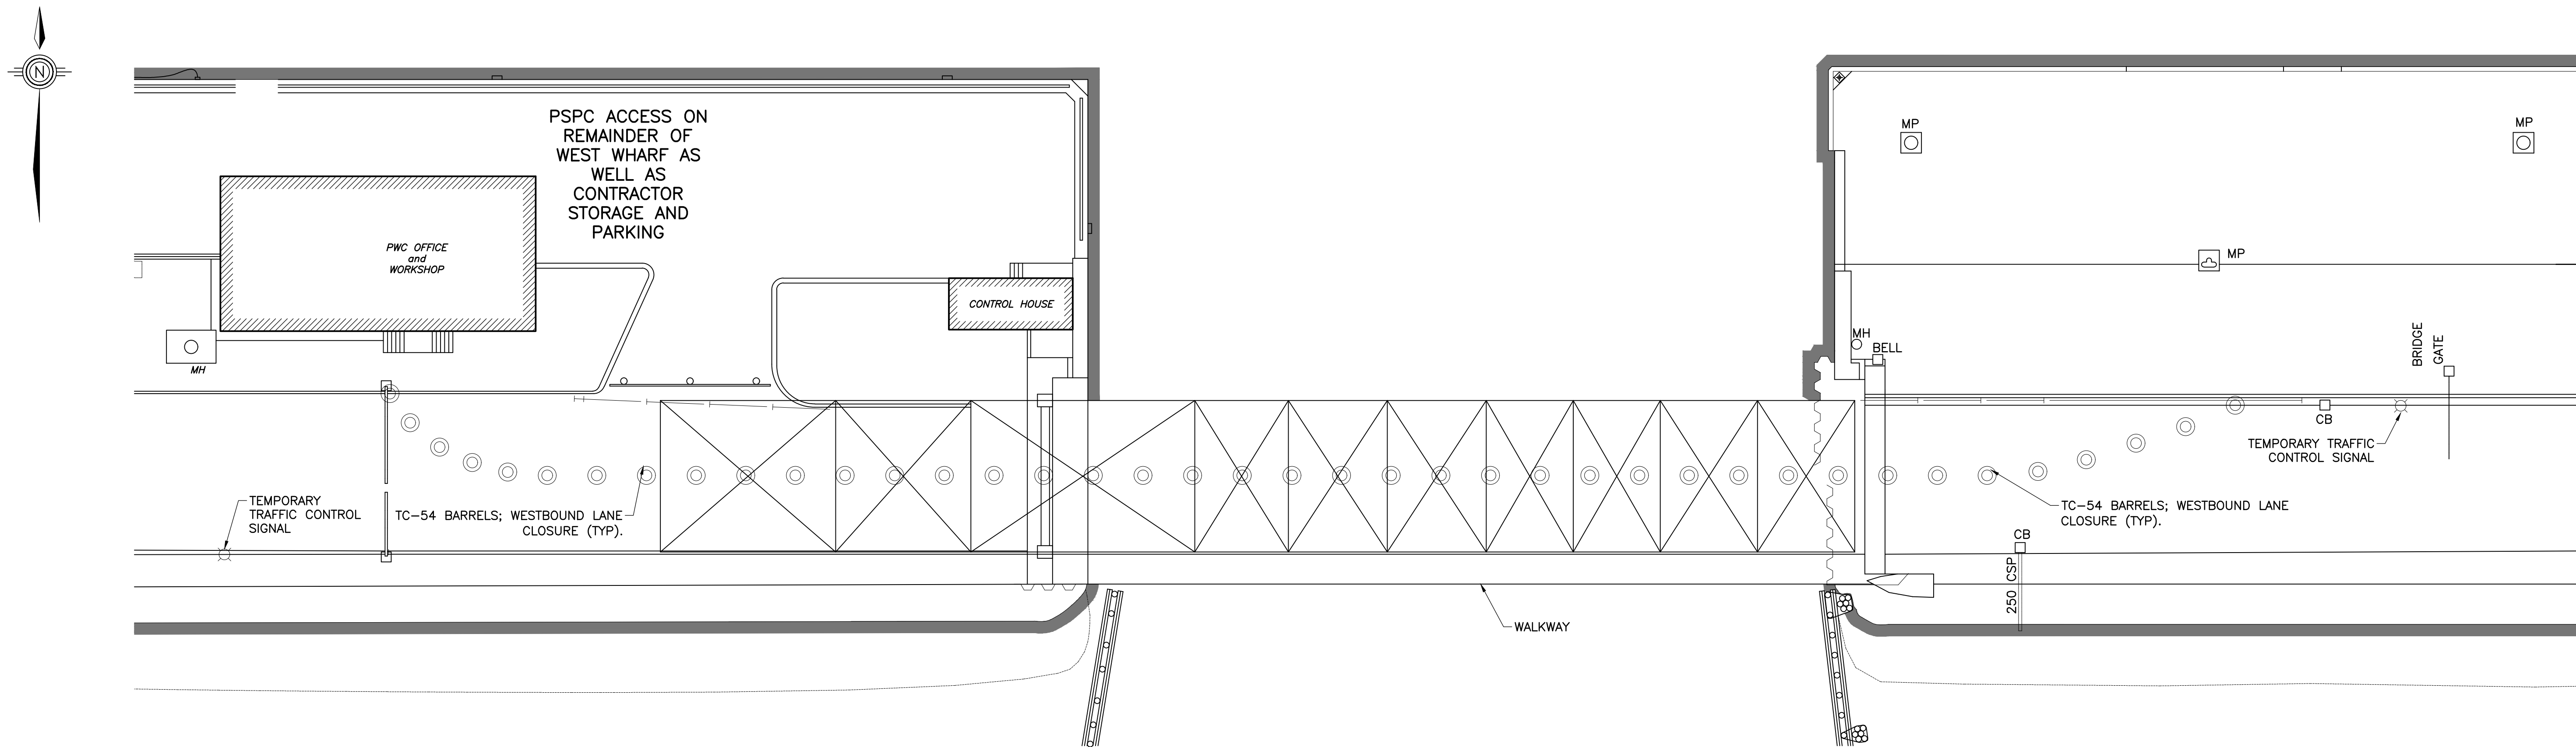 N
PSPC ACCESS ON
REMAINDER OF
WEST WHARF AS
WELL AS
CONTRACTOR
STORAGE AND
PARKING
PWC OFFICE
and
WORKSHOP
MH
CONTROL HOUSE
TEMPORARY
TRAFFIC CONTROL
SIGNAL
TC-54 BARRELS; WESTBOUND LANE
CLOSURE (TYP).
WALKWAY
MP
MP
MP
MH
BELL
BRIDGE
GATE
CB
TEMPORARY TRAFFIC
CONTROL SIGNAL
TC-54 BARRELS; WESTBOUND LANE
CLOSURE (TYP).
CB
250 CSP